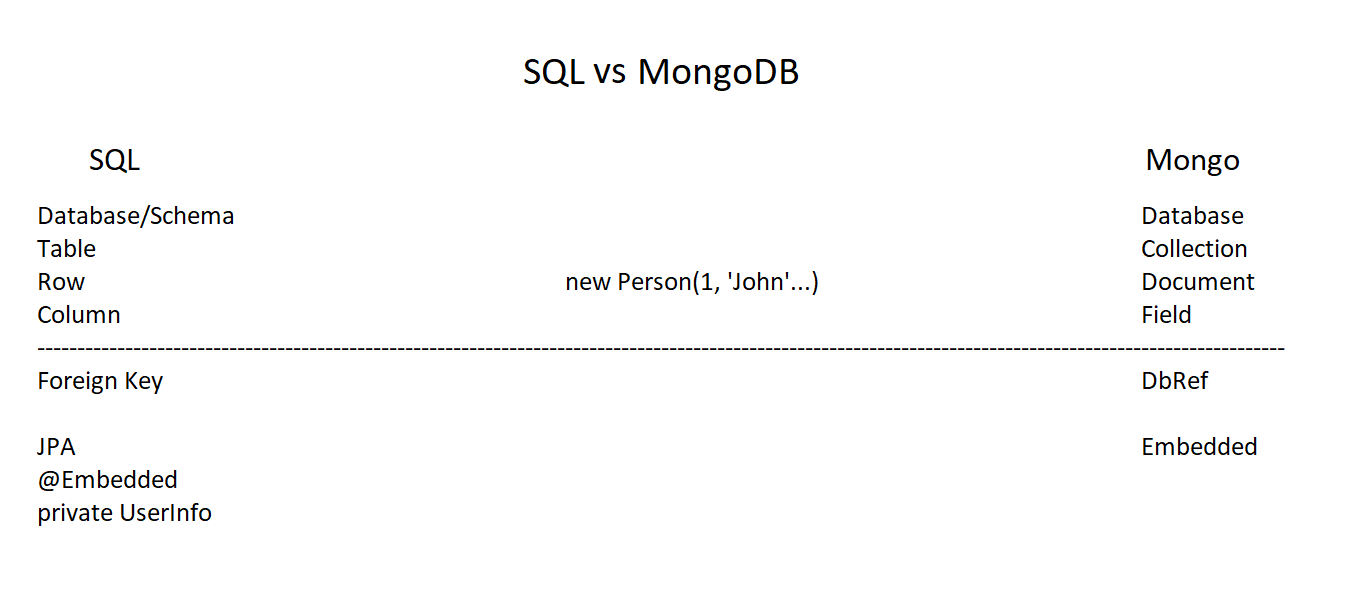 SQL vs MongoDB
SQL Mongo
Database/Schema Database
Table Collection
Row new Person(1, 'John'...) Document
Column Field
--------------------------------------------------------------------------------------------------------------------------------------------------------------
Foreign Key DbRef
JPA Embedded
@Embedded
private UserInfo